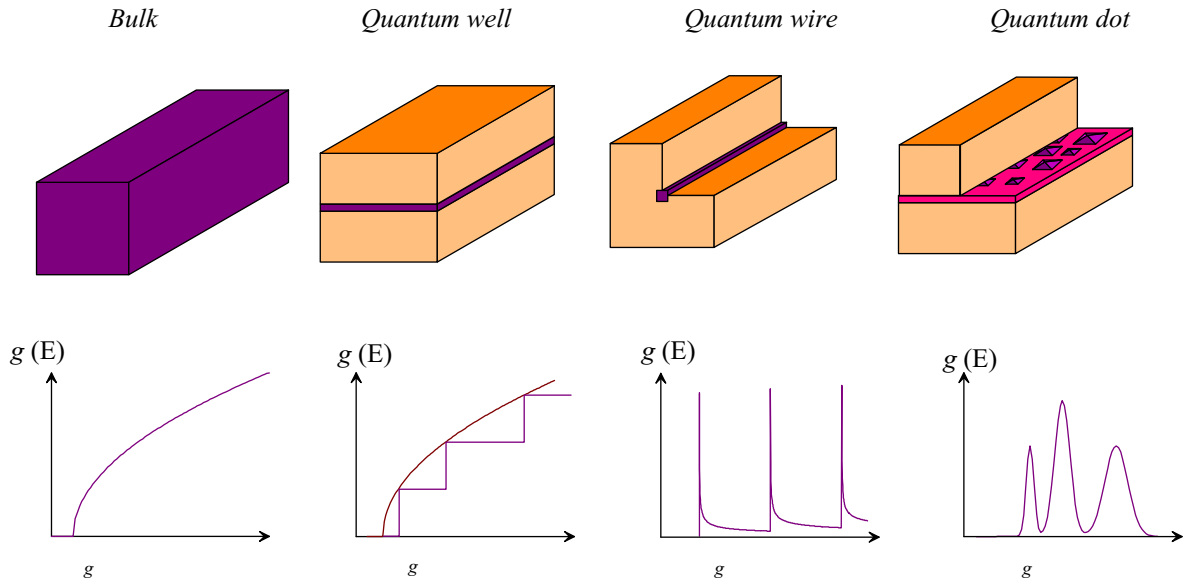 Bulk
Quantum well
Quantum wire
Quantum dot
g (E)
g (E)
g (E)
g (E)
g
g
g
g